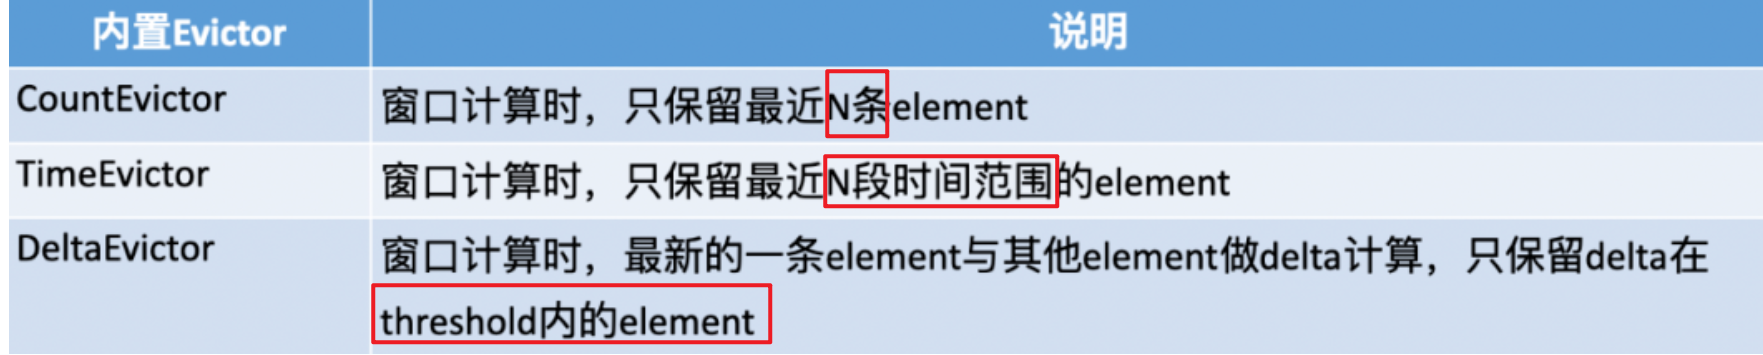 内置Evictor 说明
CountEvictor 窗口计算时，只保留最近N条element
TimeEvictor 窗口计算时，只保留最近N段时间范围的element
DeltaEvictor 窗口计算时，最新的一条element与其他element做delta计算，只保留delta在
threshold内的element